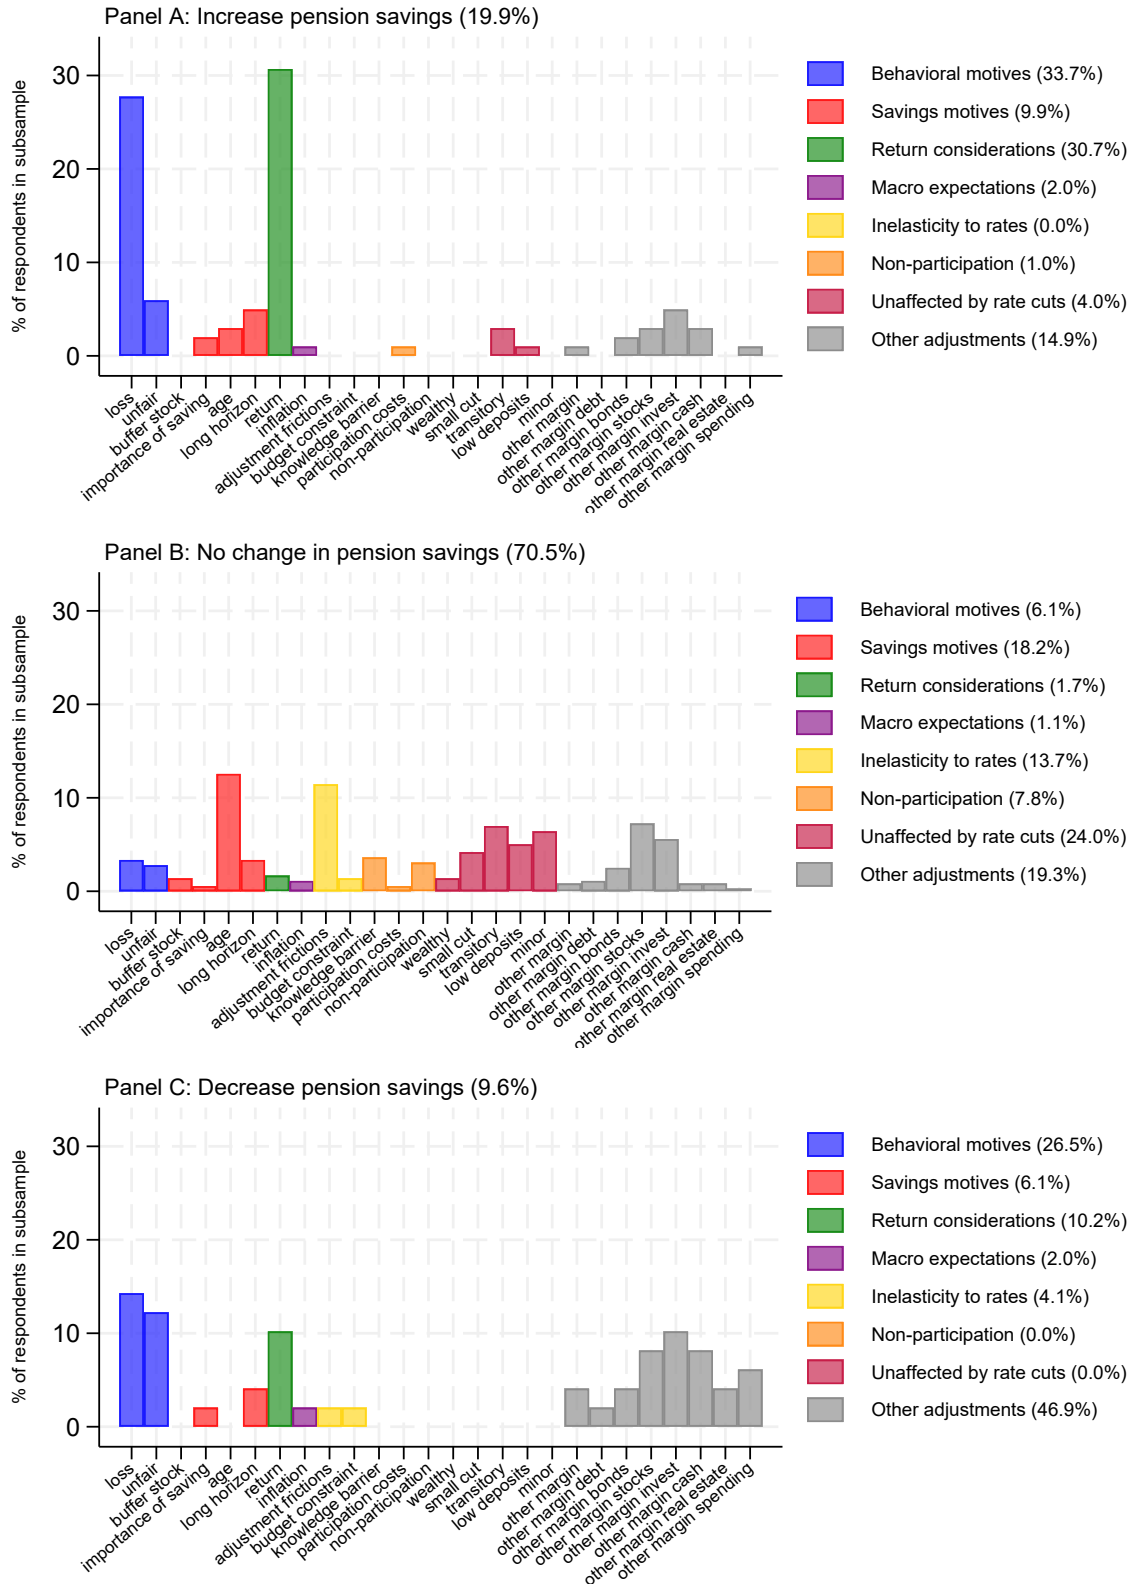 Panel A: Increase pension savings (19.9%)
% of respondents in subsample
30
20
10
0
loss
unfair
buffer stock
importance of saving
age
long horizon
return
inflation
adjustment frictions
budget constraint
knowledge barrier
participation costs
non-participation
wealthy
small cut
transitory
low deposits
minor
other margin
other margin debt
other margin bonds
other margin stocks
other margin invest
other margin cash
other margin real estate
other margin spending
Behavioral motives (33.7%)
Savings motives (9.9%)
Return considerations (30.7%)
Macro expectations (2.0%)
Inelasticity to rates (0.0%)
Non-participation (1.0%)
Unaffected by rate cuts (4.0%)
Other adjustments (14.9%)
Panel B: No change in pension savings (70.5%)
% of respondents in subsample
30
20
10
0
loss
unfair
buffer stock
importance of saving
age
long horizon
return
inflation
adjustment frictions
budget constraint
knowledge barrier
participation costs
non-participation
wealthy
small cut
transitory
low deposits
minor
other margin
other margin debt
other margin bonds
other margin stocks
other margin invest
other margin cash
other margin real estate
other margin spending
Behavioral motives (6.1%)
Savings motives (18.2%)
Return considerations (1.7%)
Macro expectations (1.1%)
Inelasticity to rates (13.7%)
Non-participation (7.8%)
Unaffected by rate cuts (24.0%)
Other adjustments (19.3%)
Panel C: Decrease pension savings (9.6%)
% of respondents in subsample
30
20
10
0
loss
unfair
buffer stock
importance of saving
age
long horizon
return
inflation
adjustment frictions
budget constraint
knowledge barrier
participation costs
non-participation
wealthy
small cut
transitory
low deposits
minor
other margin
other margin debt
other margin bonds
other margin stocks
other margin invest
other margin cash
other margin real estate
other margin spending
Behavioral motives (26.5%)
Savings motives (6.1%)
Return considerations (10.2%)
Macro expectations (2.0%)
Inelasticity to rates (4.1%)
Non-participation (0.0%)
Unaffected by rate cuts (0.0%)
Other adjustments (46.9%)